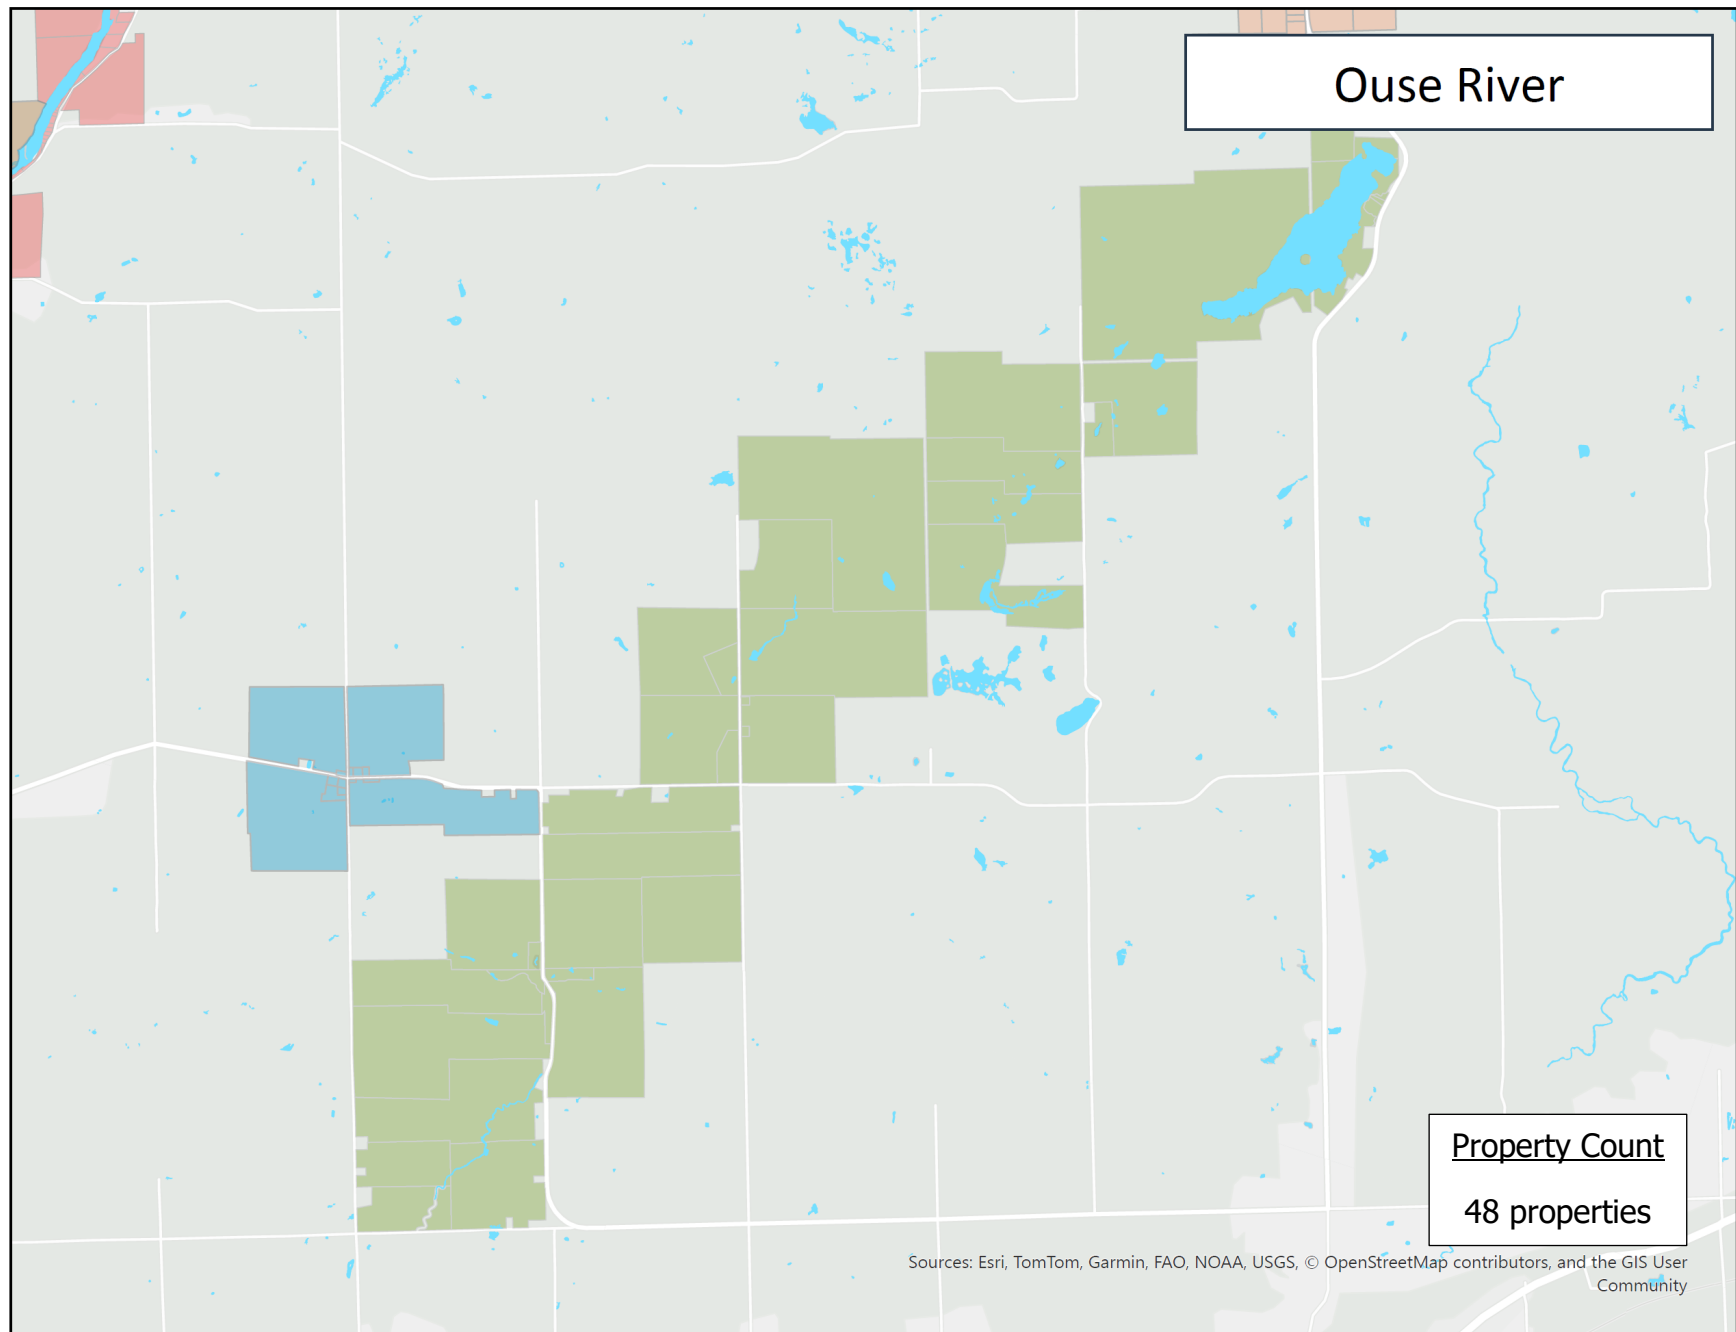 Ouse River
Property Count
48 properties
Sources: Esri, TomTom, Garmin, FAO, NOAA, USGS, © OpenStreetMap contributors, and the GIS User
Community